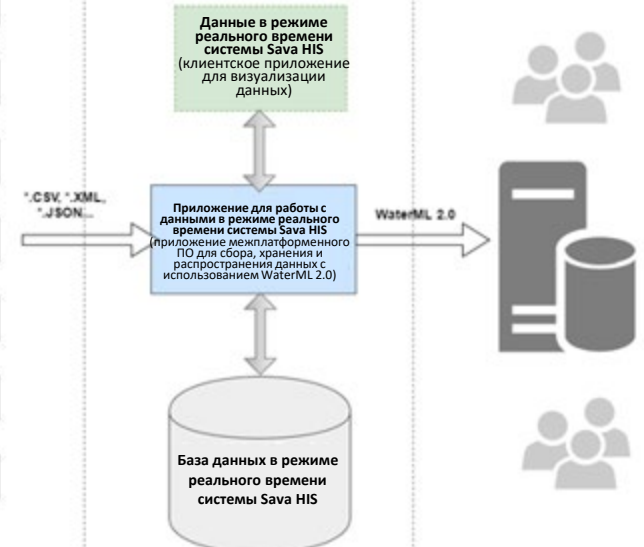 Данные в режиме
реального времени
системы Sava HIS
(клиентское приложение
для визуализации
данных)
*.CSV, *.XML,
*.JSON...
Приложение для работы с
данными в режиме реального
времени системы Sava HIS
(приложение межплатформенного
ПО для сбора, хранения и
распространения данных с
использованием WaterML 2.0)
WaterML 2.0
База данных в режиме
реального времени
системы Sava HIS